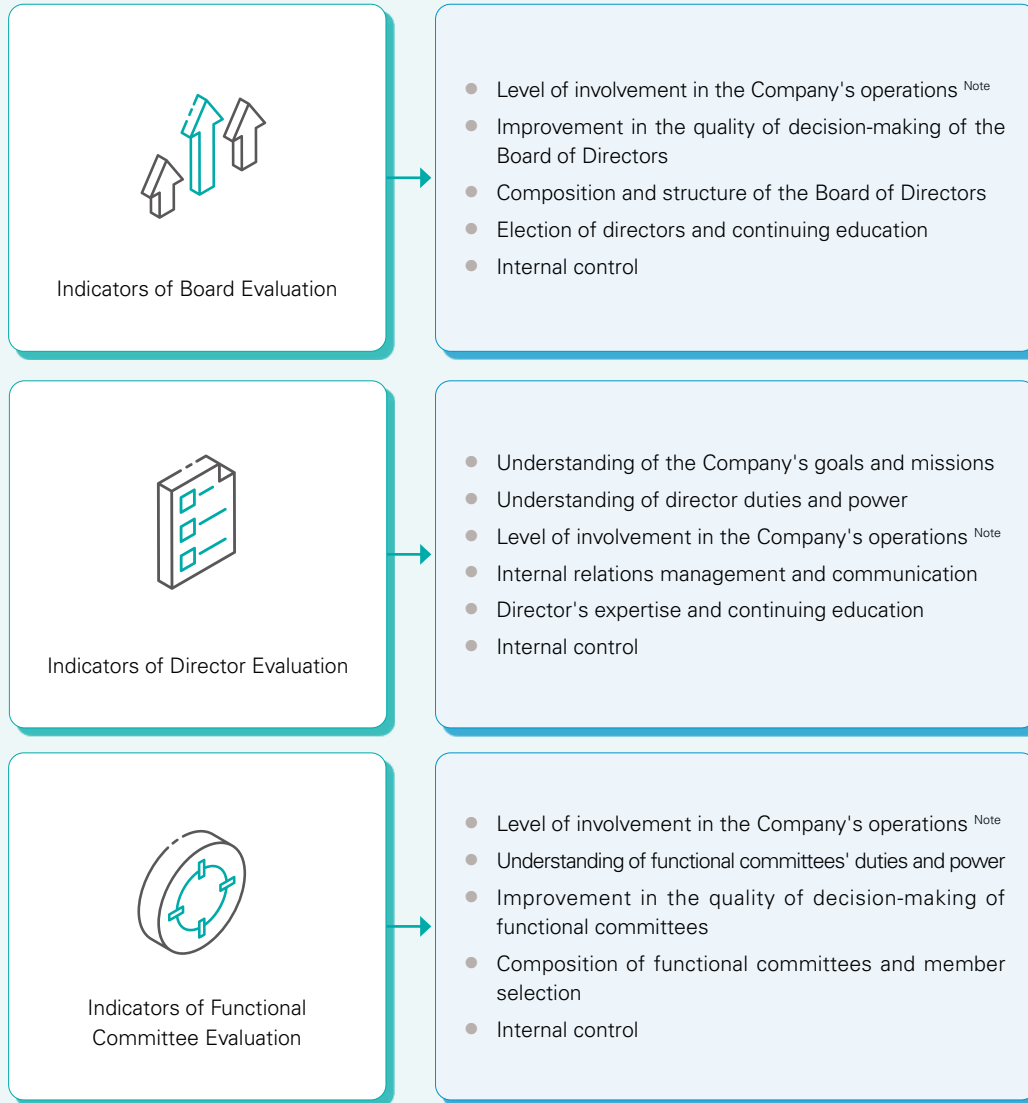 Indicators of Board Evaluation
Level of involvement in the Company's operations Note
Improvement in the quality of decision-making of the
Board of Directors
Composition and structure of the Board of Directors
Election of directors and continuing education
Internal control
Indicators of Director Evaluation
Understanding of the Company's goals and missions
Understanding of director duties and power
Level of involvement in the Company's operations Note
Internal relations management and communication
Director's expertise and continuing education
Internal control
Indicators of Functional
Committee Evaluation
Level of involvement in the Company's operations Note
Understanding of functional committees' duties and power
Improvement in the quality of decision-making of
functional committees
Composition of functional committees and member
selection
Internal control